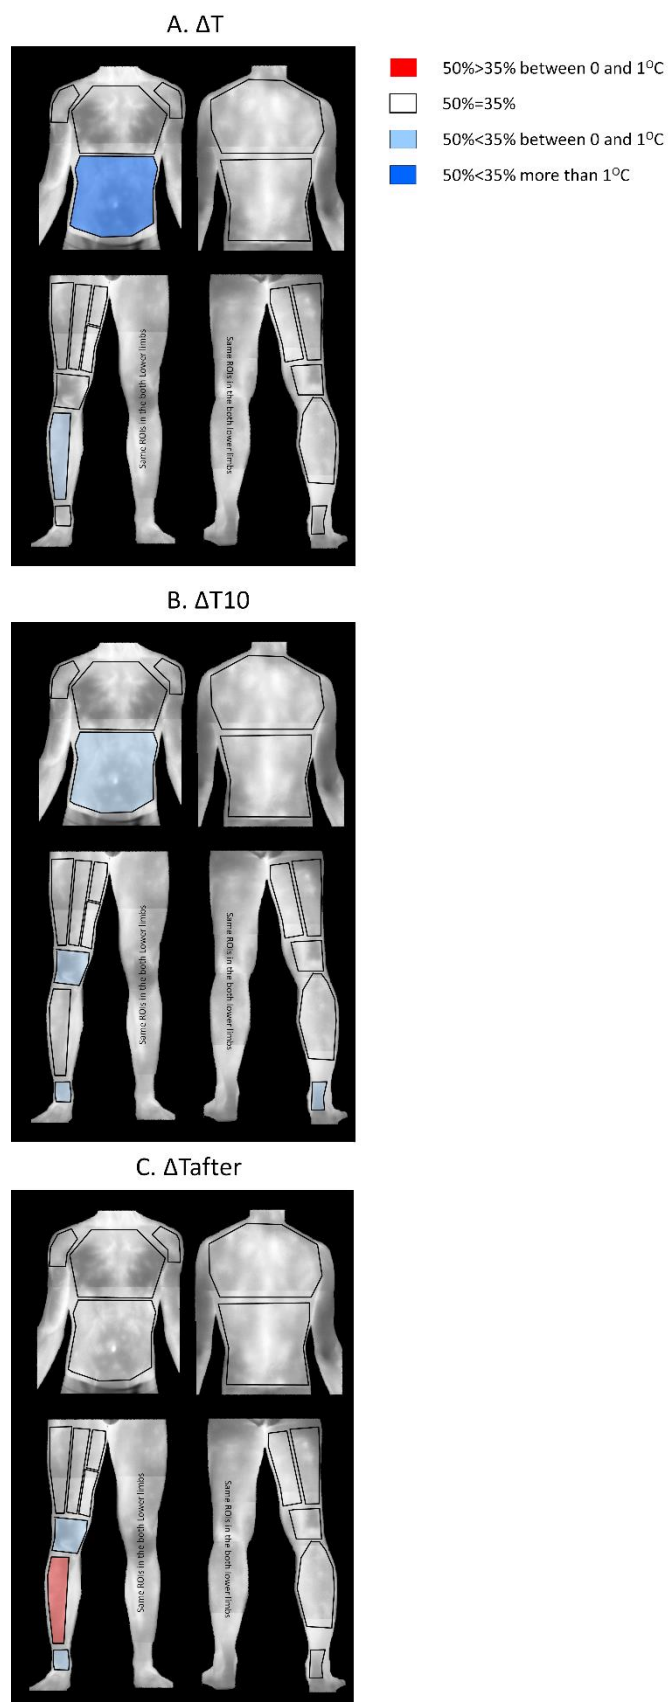 A. ΔT
50%>35% between 0 and 1⁰C
50%=35%
50%<35% between 0 and 1⁰C
50%<35% more than 1⁰C
Same ROIs in the both Lower limbs
Same ROIs in the both lower limbs
B. ΔT10
Same ROIs in the both Lower limbs
Same ROIs in the both lower limbs
C. ΔTafter
Same ROIs in the both Lower limbs
Same ROIs in the both lower limbs